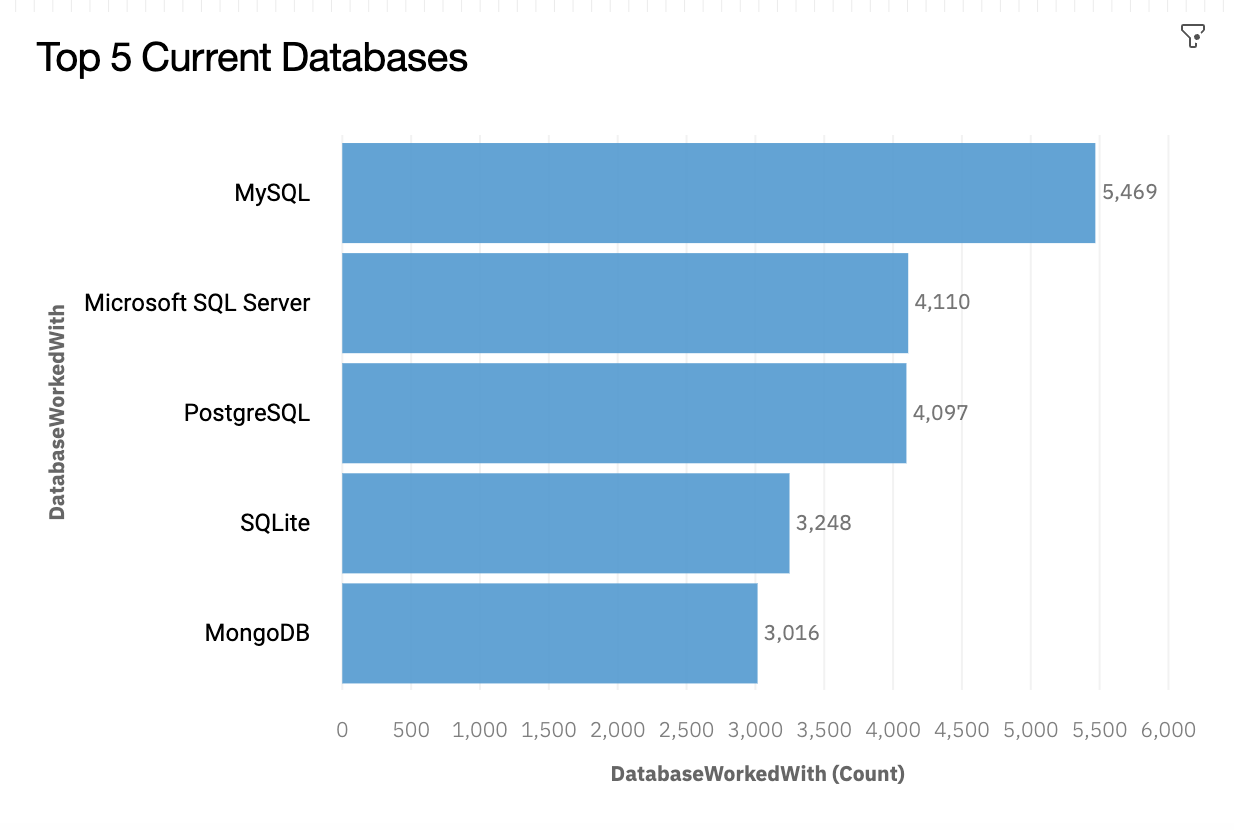 Top 5 Current Databases
DatabaseWorkedWith
MySQL 5,469
Microsoft SQL Server 4,110
PostgreSQL 4,097
SQLite 3,248
MongoDB 3,016
0 500 1,000 1,500 2,000 2,500 3,000 3,500 4,000 4,500 5,000 5,500 6,000
DatabaseWorkedWith (Count)